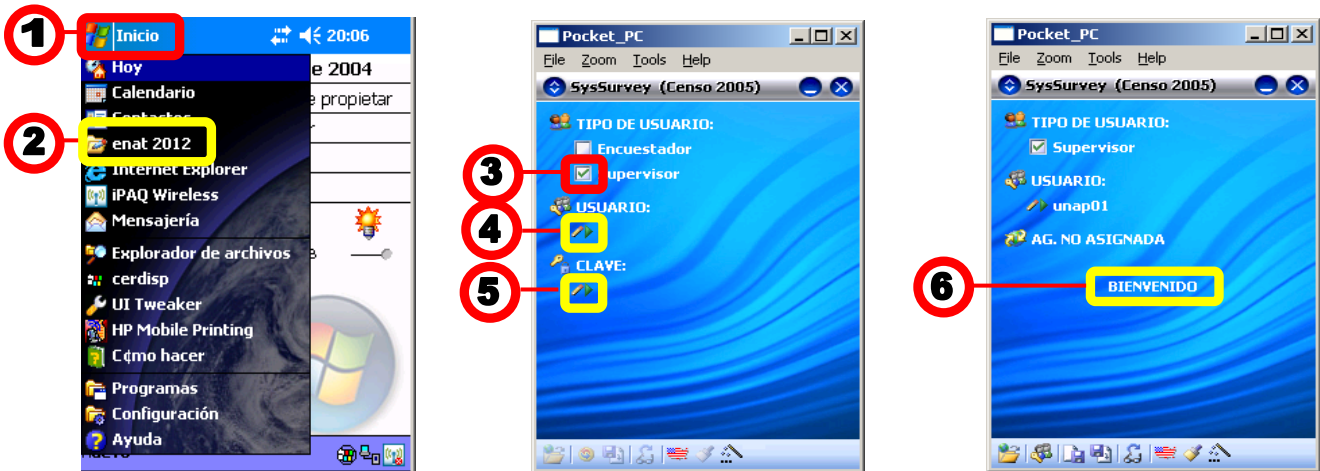 1
Inicio
20:06
Hoy
e 2004
Calendario
e propietar
Contactos
2
enat 2012
Internet Explorer
iPAQ Wireless
Mensajería
Explorador de archivos
cerdisp
UI Tweaker
HP Mobile Printing
C¢mo hacer
Programas
Configuración
Ayuda
Pocket_PC
File Zoom Tools Help
SysSurvey (Censo 2005)
TIPO DE USUARIO:
Encuestador
3
upervisor
USUARIO:
4
CLAVE:
5
Pocket_PC
File Zoom Tools Help
SysSurvey (Censo 2005)
TIPO DE USUARIO:
Supervisor
USUARIO:
unap01
AG. NO ASIGNADA
6
BIENVENIDO